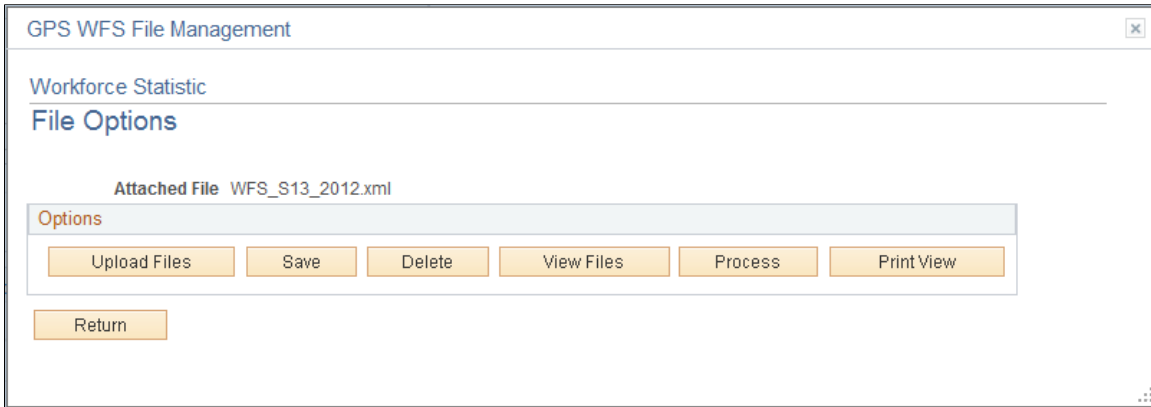 GPS WFS File Management
Workforce Statistic
File Options
Attached File WFS_S13_2012.xml
Options
Upload Files Save Delete View Files Process Print View
Return